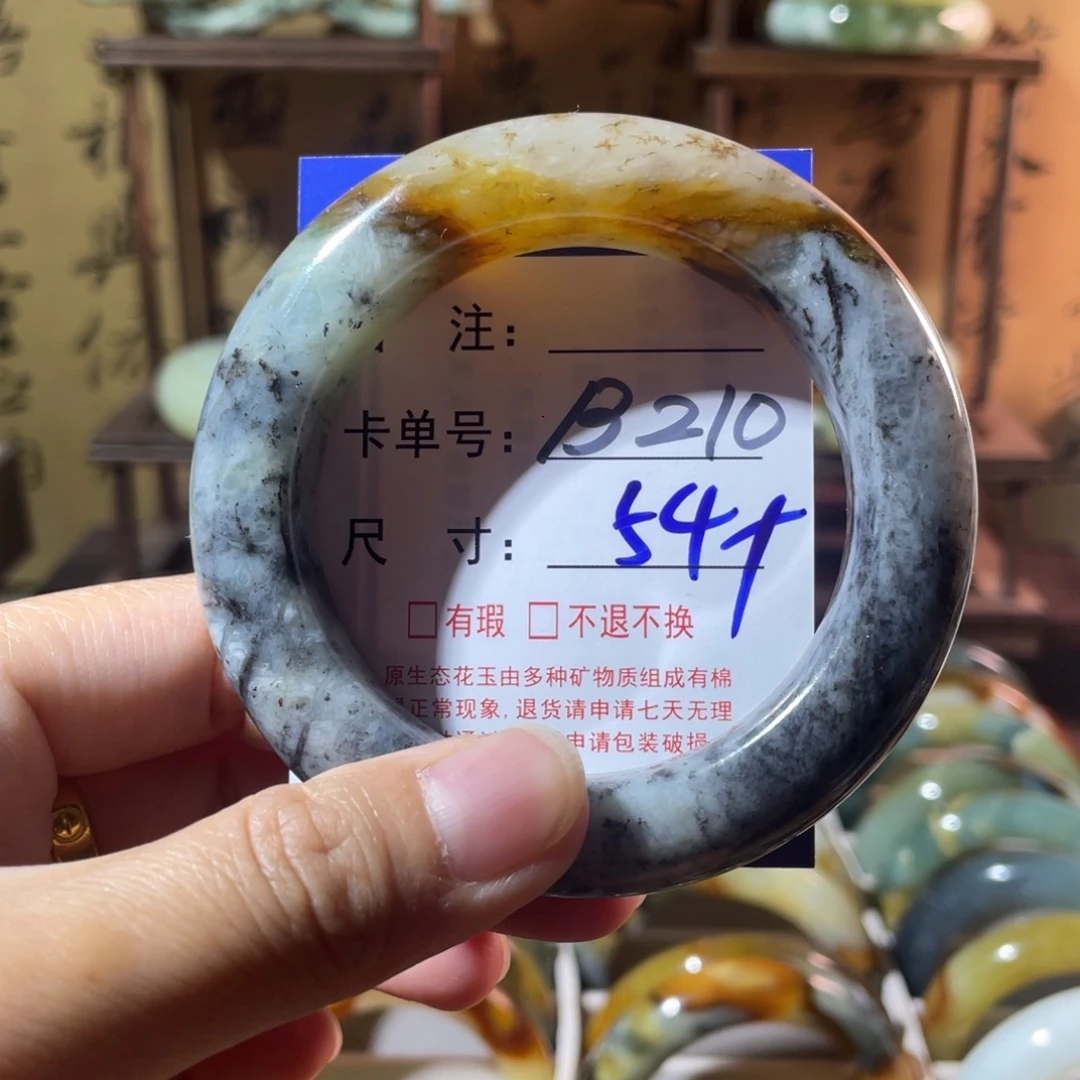 注：
卡单号： B210
尺 寸： 54+
□有瑕 □不退不换
原生态花玉由多种矿物质组成有棉
正常现象, 退货请申请七天无理
申请包装破损